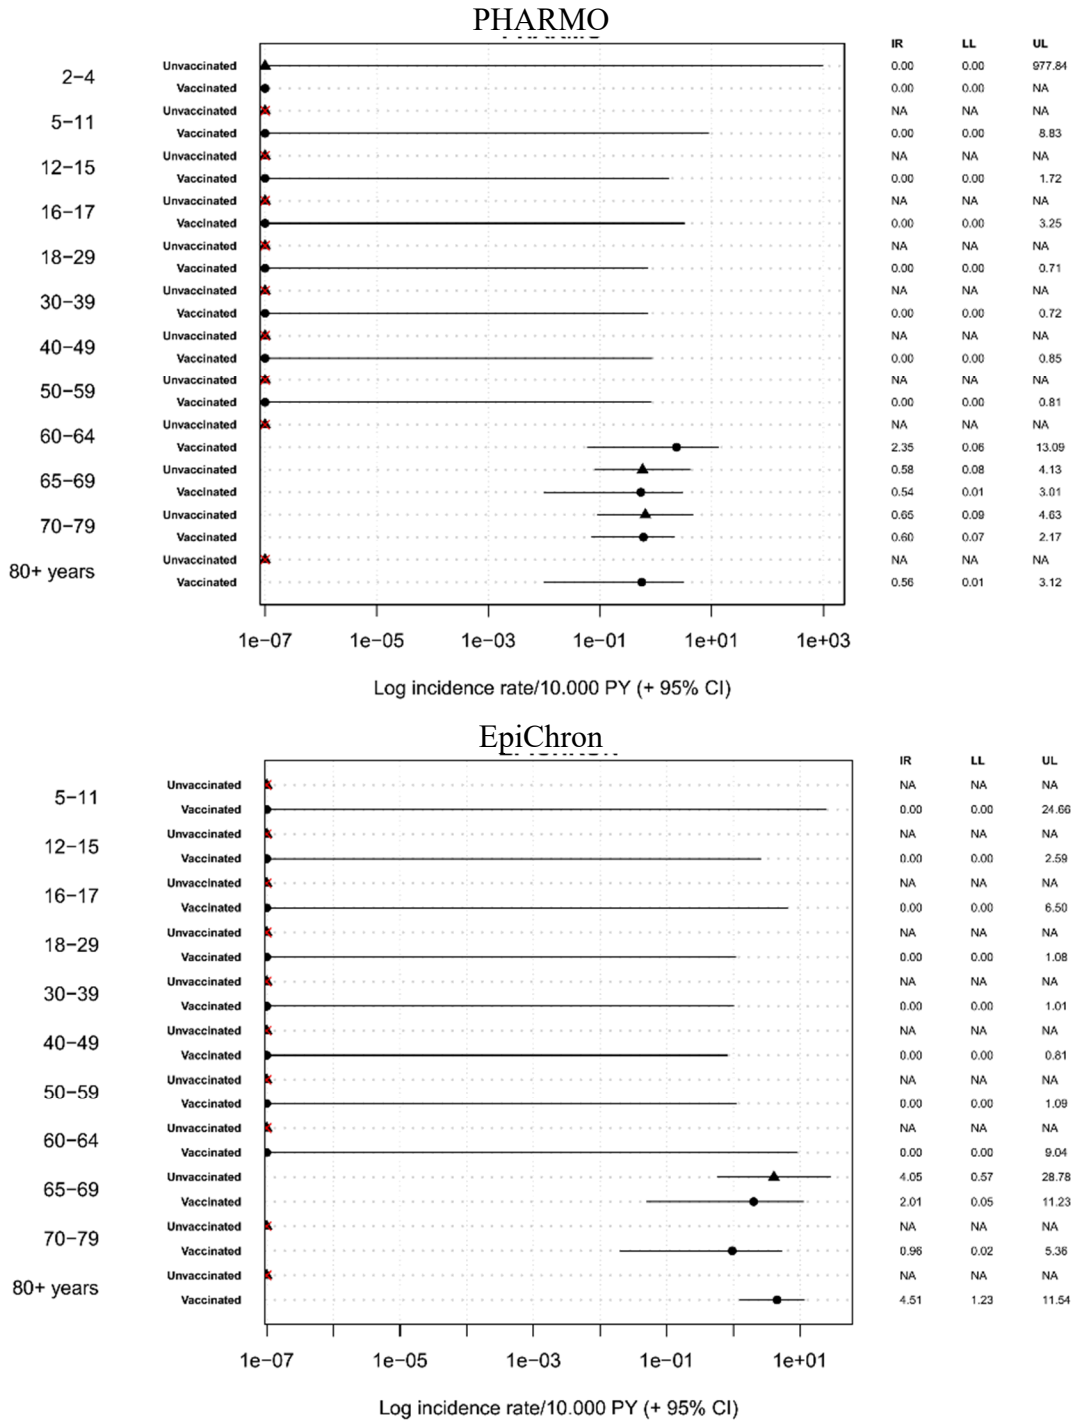 PHARMO
IR LL UL
Unvaccinated 0.00 0.00 977.84
2-4
Vaccinated 0.00 0.00 NA
Unvaccinated NA NA NA
5-11
Vaccinated 0.00 0.00 8.83
Unvaccinated NA NA NA
12-15
Vaccinated 0.00 0.00 1.72
Unvaccinated NA NA NA
16-17
Vaccinated 0.00 0.00 3.25
Unvaccinated NA NA NA
18-29
Vaccinated 0.00 0.00 0.71
Unvaccinated NA NA NA
30-39
Vaccinated 0.00 0.00 0.72
Unvaccinated NA NA NA
40-49
Vaccinated 0.00 0.00 0.85
Unvaccinated NA NA NA
50-59
Vaccinated 0.00 0.00 0.81
Unvaccinated NA NA NA
60-64
Vaccinated 2.35 0.06 13.09
Unvaccinated 0.58 0.08 4.13
65-69
Vaccinated 0.54 0.01 3.01
Unvaccinated 0.65 0.09 4.63
70-79
Vaccinated 0.60 0.07 2.17
Unvaccinated NA NA NA
80+ years
Vaccinated 0.56 0.01 3.12
1e-07 1e-05 1e-03 1e-01 1e+01 1e+03
Log incidence rate/10.000 PY (+ 95% CI)
EpiChron
IR LL UL
Unvaccinated NA NA NA
5-11
Vaccinated 0.00 0.00 24.66
Unvaccinated NA NA NA
12-15
Vaccinated 0.00 0.00 2.59
Unvaccinated NA NA NA
16-17
Vaccinated 0.00 0.00 6.50
Unvaccinated NA NA NA
18-29
Vaccinated 0.00 0.00 1.08
Unvaccinated NA NA NA
30-39
Vaccinated 0.00 0.00 1.01
Unvaccinated NA NA NA
40-49
Vaccinated 0.00 0.00 0.81
Unvaccinated NA NA NA
50-59
Vaccinated 0.00 0.00 1.09
Unvaccinated NA NA NA
60-64
Vaccinated 0.00 0.00 9.04
Unvaccinated 4.05 0.57 28.78
65-69
Vaccinated 2.01 0.05 11.23
Unvaccinated NA NA NA
70-79
Vaccinated 0.96 0.02 5.36
Unvaccinated NA NA NA
80+ years
Vaccinated 4.51 1.23 11.54
1e-07 1e-05 1e-03 1e-01 1e+01
Log incidence rate/10.000 PY (+ 95% CI)